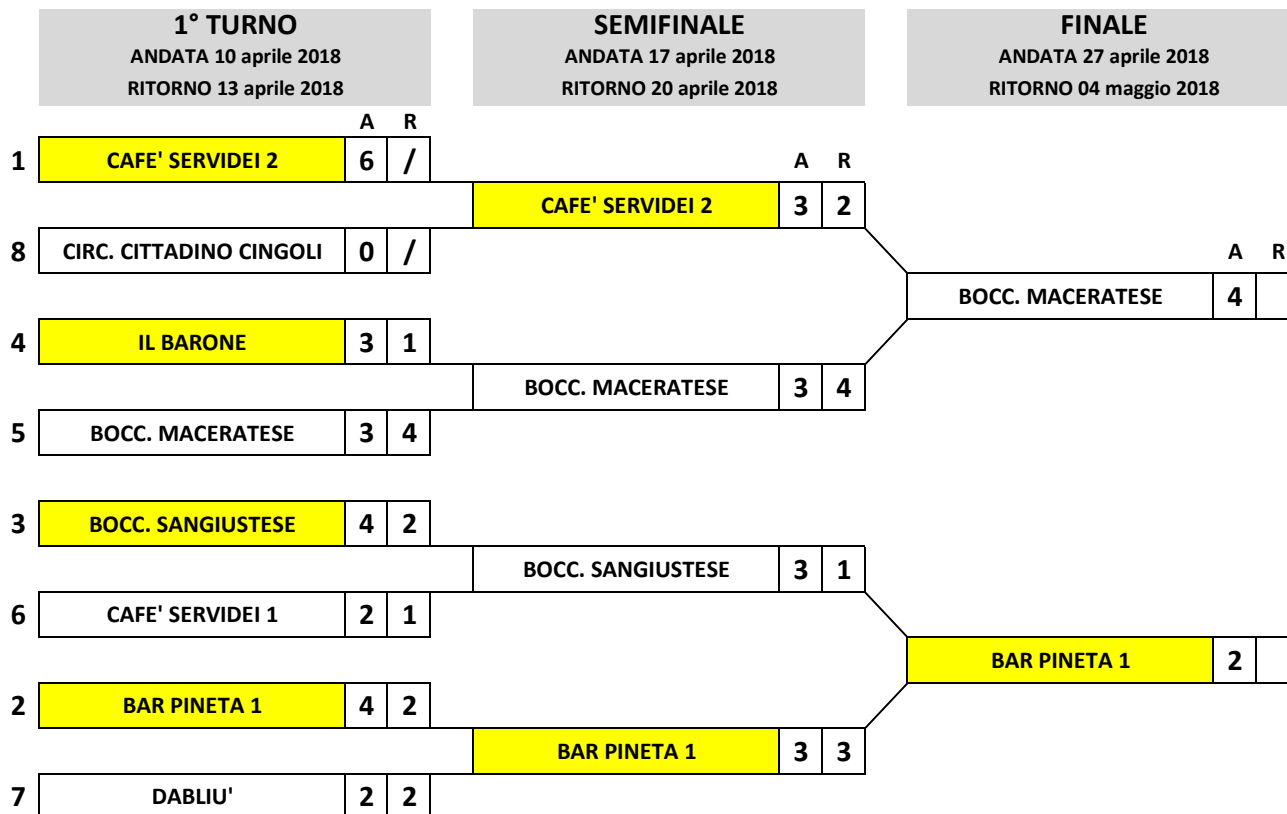 1° TURNO
ANDATA 10 aprile 2018
RITORNO 13 aprile 2018
SEMIFINALE
ANDATA 17 aprile 2018
RITORNO 20 aprile 2018
FINALE
ANDATA 27 aprile 2018
RITORNO 04 maggio 2018
A R
1 CAFE' SERVIDEI 2 6 /
A R
CAFE' SERVIDEI 2 3 2
8 CIRC. CITTADINO CINGOLI 0 /
A R
BOCC. MACERATESE 4
4 IL BARONE 3 1
BOCC. MACERATESE 3 4
5 BOCC. MACERATESE 3 4
3 BOCC. SANGIUSTESE 4 2
BOCC. SANGIUSTESE 3 1
6 CAFE' SERVIDEI 1 2 1
BAR PINETA 1 2
2 BAR PINETA 1 4 2
BAR PINETA 1 3 3
7 DABLIU' 2 2